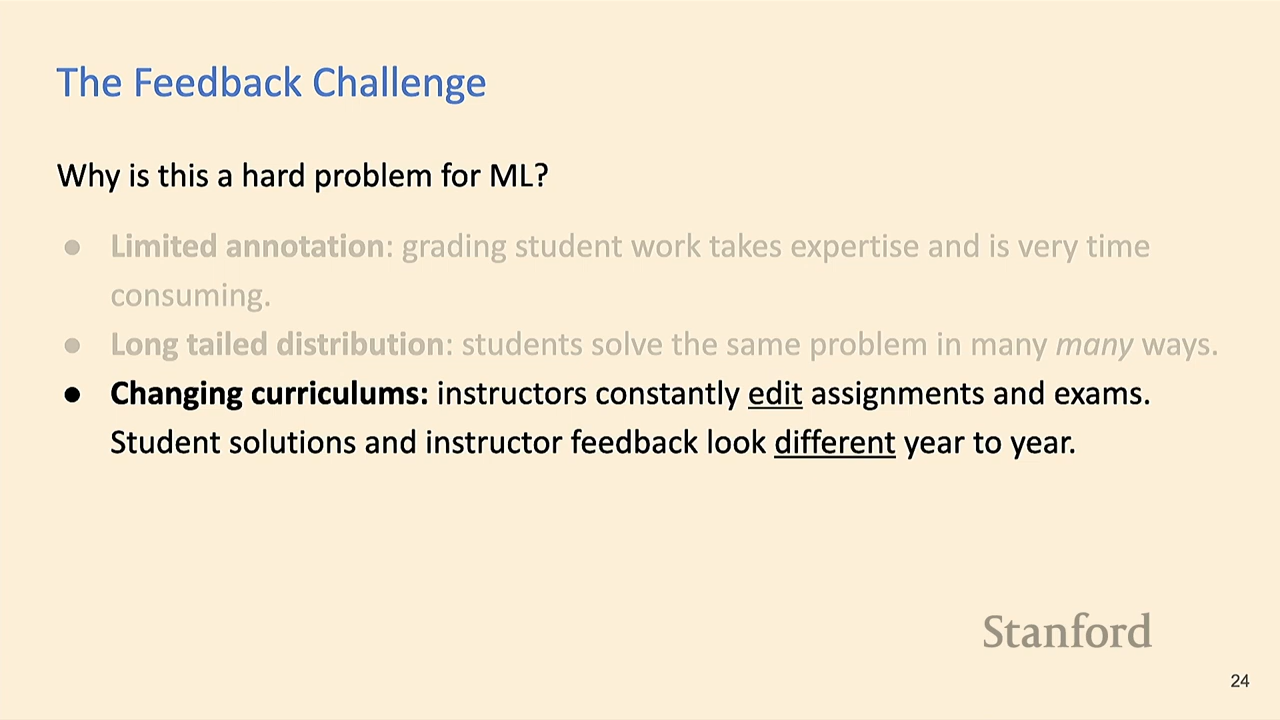 The Feedback Challenge
Why is this a hard problem for ML?
● Limited annotation: grading student work takes expertise and is very time
consuming.
● Long tailed distribution: students solve the same problem in many many ways.
● Changing curriculums: instructors constantly edit assignments and exams.
Student solutions and instructor feedback look different year to year.
Stanford
24